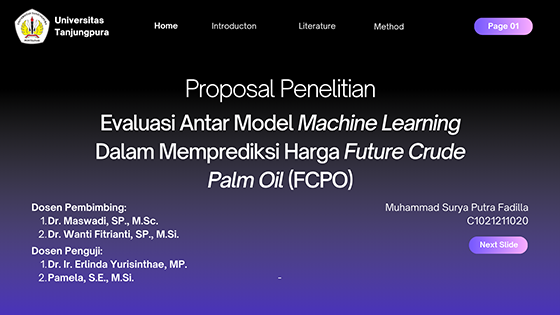 Universitas
Tanjungpura
Home
Introducton
Literature
Method
Page 01
Proposal Penelitian
Evaluasi Antar Model Machine Learning
Dalam Memprediksi Harga Future Crude
Palm Oil (FCPO)
Dosen Pembimbing:
1. Dr. Maswadi, SP., M.Sc.
2. Dr. Wanti Fitrianti, SP., M.Si.
Dosen Penguji:
1. Dr. Ir. Erlinda Yurisinthae, MP.
2. Pamela, S.E., M.Si.
-
Muhammad Surya Putra Fadilla
C1021211020
Next Slide